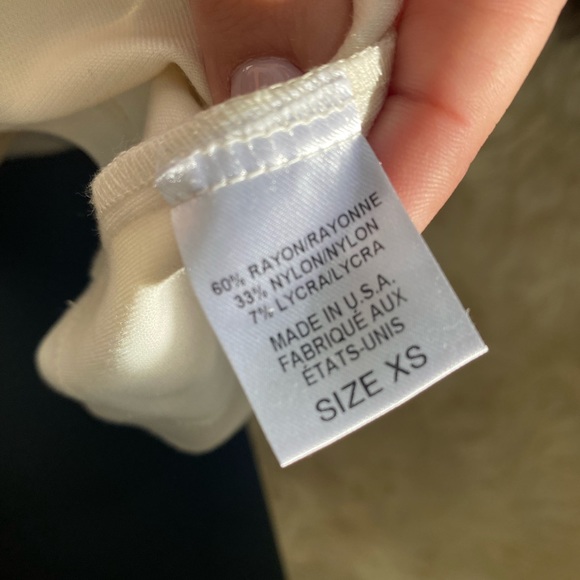 60% RAYON/RAYONNE
33% NYLON/NYLON
7% LYCRA/LYCRA
MADE IN U.S.A.
FABRIQUÉ AUX
ÉTATS-UNIS
SIZE XS